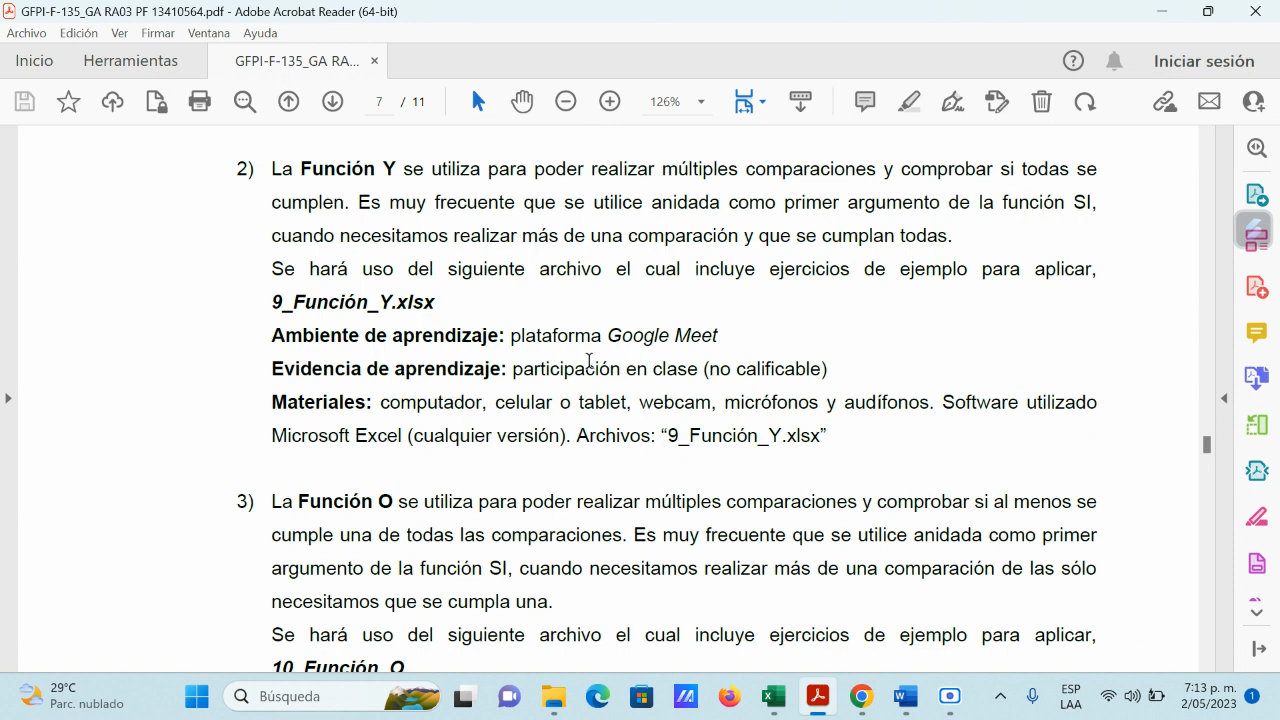 GFPI-F-135_GA RA03 PF 13410564.pdf - Adobe Acrobat Reader (64-bit)
Archivo Edición Ver Firmar Ventana Ayuda
Inicio Herramientas GFPI-F-135_GA RA... × Iniciar sesión
7 / 11 126%
2) La Función Y se utiliza para poder realizar múltiples comparaciones y comprobar si todas se
cumplen. Es muy frecuente que se utilice anidada como primer argumento de la función SI,
cuando necesitamos realizar más de una comparación y que se cumplan todas.
Se hará uso del siguiente archivo el cual incluye ejercicios de ejemplo para aplicar,
9_Función_Y.xlsx
Ambiente de aprendizaje: plataforma Google Meet
Evidencia de aprendizaje: participación en clase (no calificable)
Materiales: computador, celular o tablet, webcam, micrófonos y audífonos. Software utilizado
Microsoft Excel (cualquier versión). Archivos: “9_Función_Y.xlsx”
3) La Función O se utiliza para poder realizar múltiples comparaciones y comprobar si al menos se
cumple una de todas las comparaciones. Es muy frecuente que se utilice anidada como primer
argumento de la función SI, cuando necesitamos realizar más de una comparación de las sólo
necesitamos que se cumpla una.
Se hará uso del siguiente archivo el cual incluye ejercicios de ejemplo para aplicar,
10_Función_O
29°C
Parc. nublado
Búsqueda
ESP
LAA
7:13 p. m.
2/05/2023
1